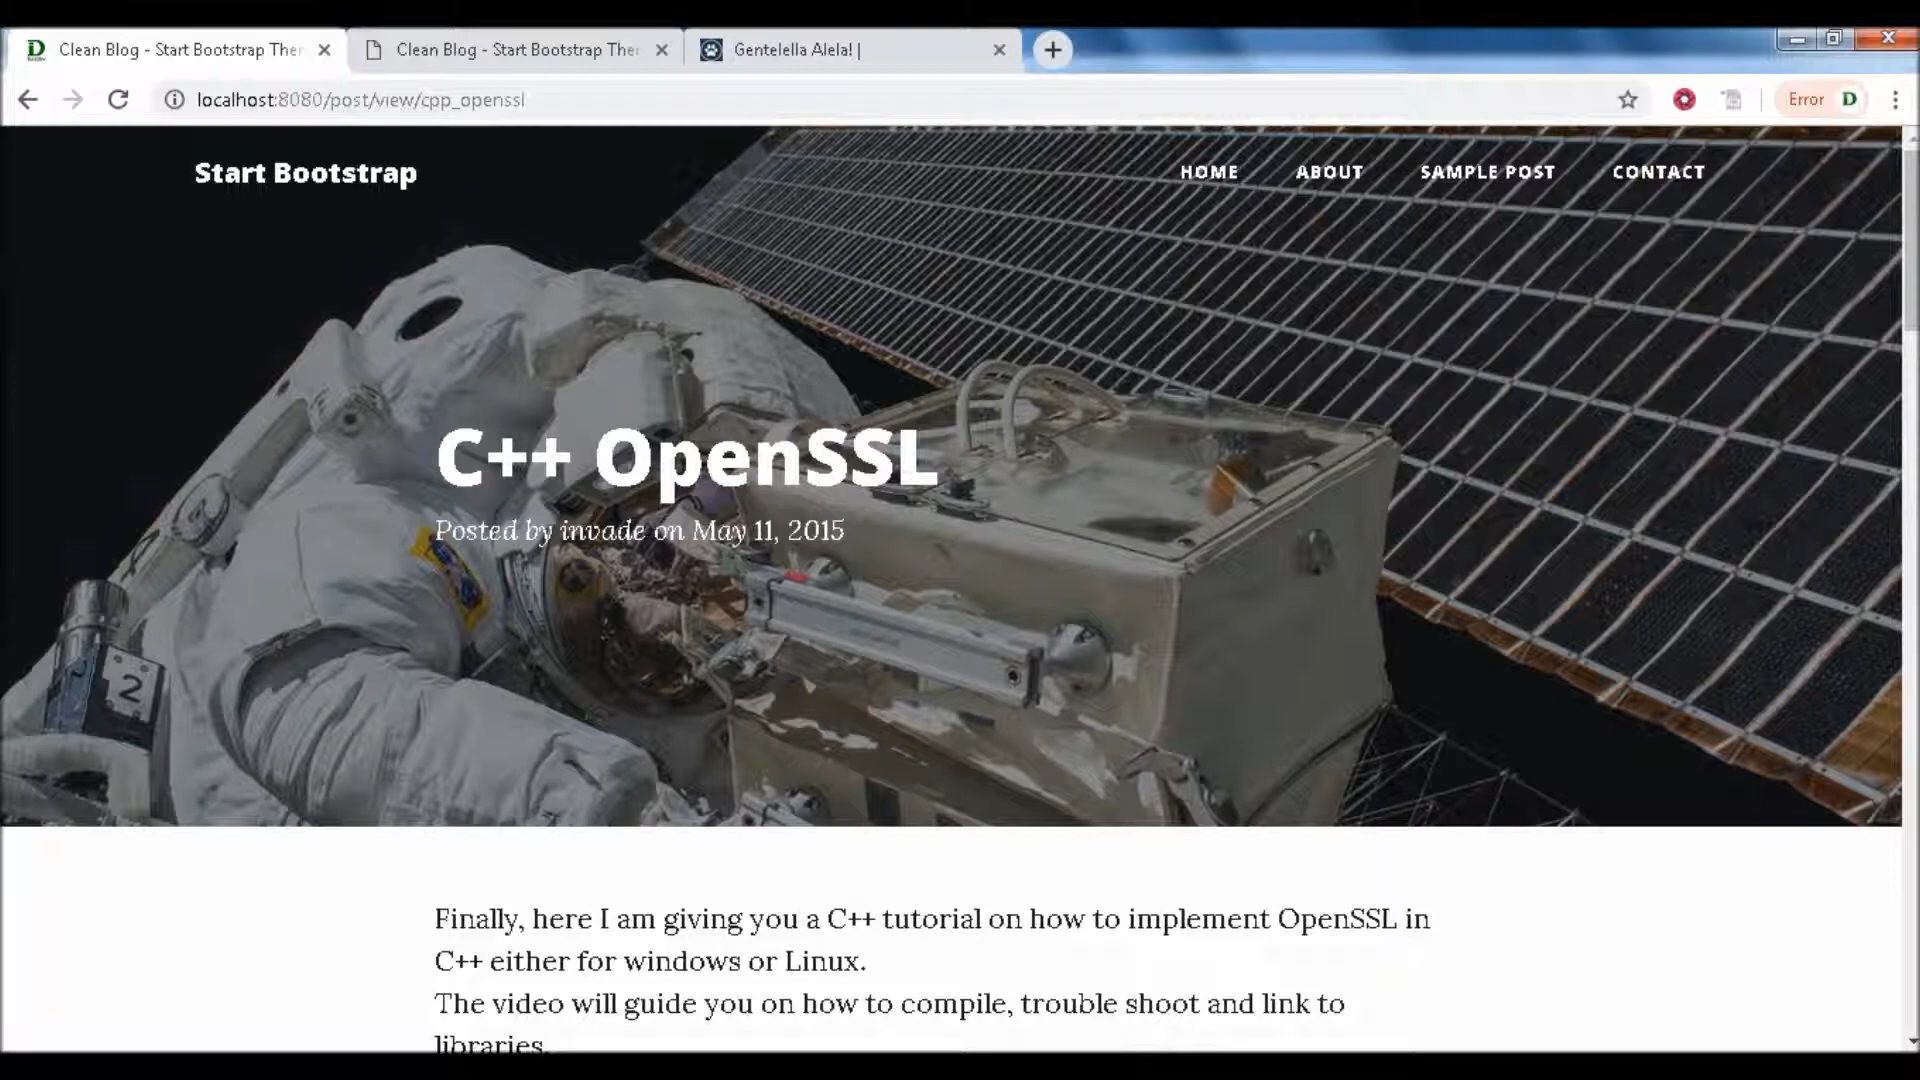 Clean Blog - Start Bootstrap Ther
Clean Blog - Start Bootstrap Ther
Gentelella Alela! |
localhost:8080/post/view/cpp_openssl
Error D
Start Bootstrap
HOME
ABOUT
SAMPLE POST
CONTACT
C++ OpenSSL
Posted by invade on May 11, 2015
2
Finally, here I am giving you a C++ tutorial on how to implement OpenSSL in
C++ either for windows or Linux.
The video will guide you on how to compile, trouble shoot and link to
libraries.